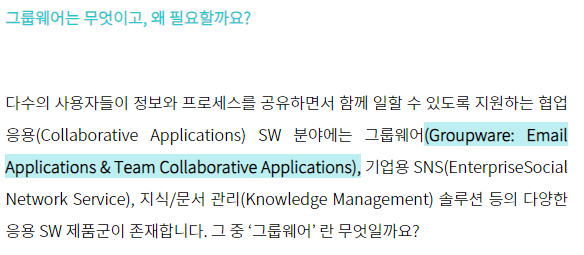 그룹웨어는 무엇이고, 왜 필요할까요?
다수의 사용자들이 정보와 프로세스를 공유하면서 함께 일할 수 있도록 지원하는 협업
응용(Collaborative Applications) SW 분야에는 그룹웨어(Groupware: Email
Applications & Team Collaborative Applications), 기업용 SNS(EnterpriseSocial
Network Service), 지식/문서 관리(Knowledge Management) 솔루션 등의 다양한
응용 SW 제품군이 존재합니다. 그 중 ‘그룹웨어’ 란 무엇일까요?